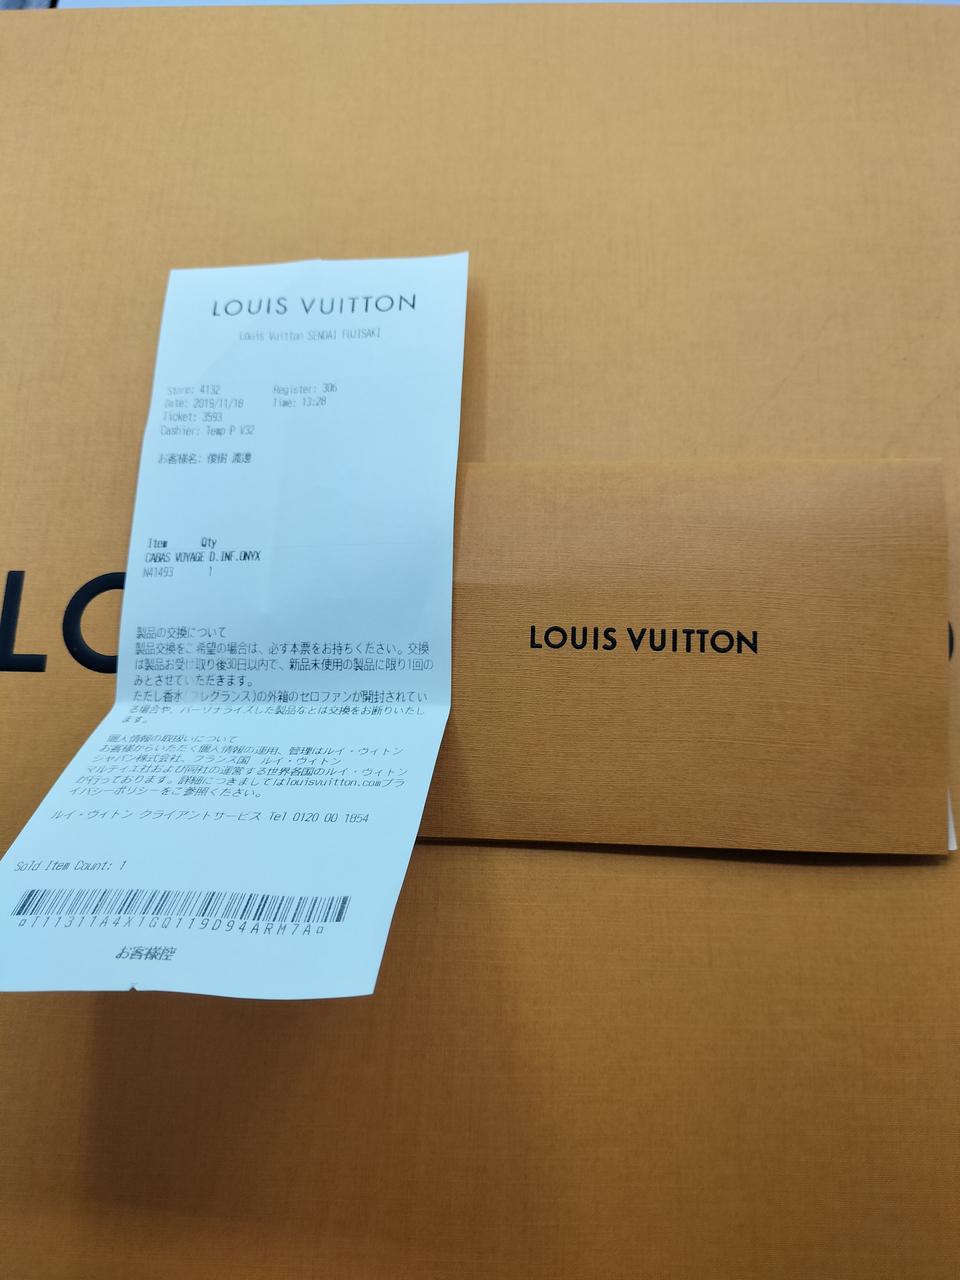 LOUIS VUITTON
Louis Vuitton SENDAI FUJISAKI
Store: 4132 Register: 306
Date: 2019/11/18 Time: 13:28
Ticket: 3593
Cashier: Temp P V32
お客様名: 俊樹 渡邉
Item Qty
CABAS VOYAGE D.INF.ONYX
N41493 1
製品の交換について
製品交換をご希望の場合は、必ず本票をお持ちください。交換
は製品お受け取り後30日以内で、新品未使用の製品に限り1回の
みとさせていただきます。
ただし香水(フレグランス)の外箱のセロファンが開封されてい
る場合や、パーソナライズした製品などは交換をお断りいたし
ます。
個人情報の取扱いについて
お客様からいただく個人情報の運用、管理はルイ・ヴィトン
ジャパン株式会社、フランス国 ルイ・ヴィトン
マルティエ社および同社の運営する世界各国のルイ・ヴィトン
が行っております。詳細につきましてはlouisvuitton.comプラ
イバシーポリシーをご参照ください。
ルイ・ヴィトン クライアントサービス Tel 0120 00 1854
Sold Item Count: 1
¤T11311A4X1GQ119D94ARM7A¤
お客様控
LOUIS VUITTON
LO